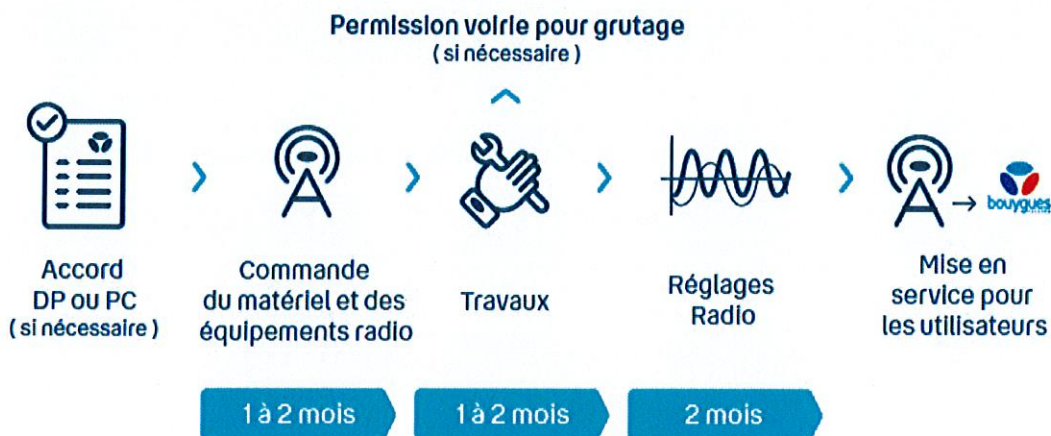 Permission voirie pour grutage
( si nécessaire )
Accord
DP ou PC
( si nécessaire )
Commande
du matériel et des
équipements radio
Travaux
Réglages
Radio
bouygues
Mise en
service pour
les utilisateurs
1 à 2 mois
1 à 2 mois
2 mois